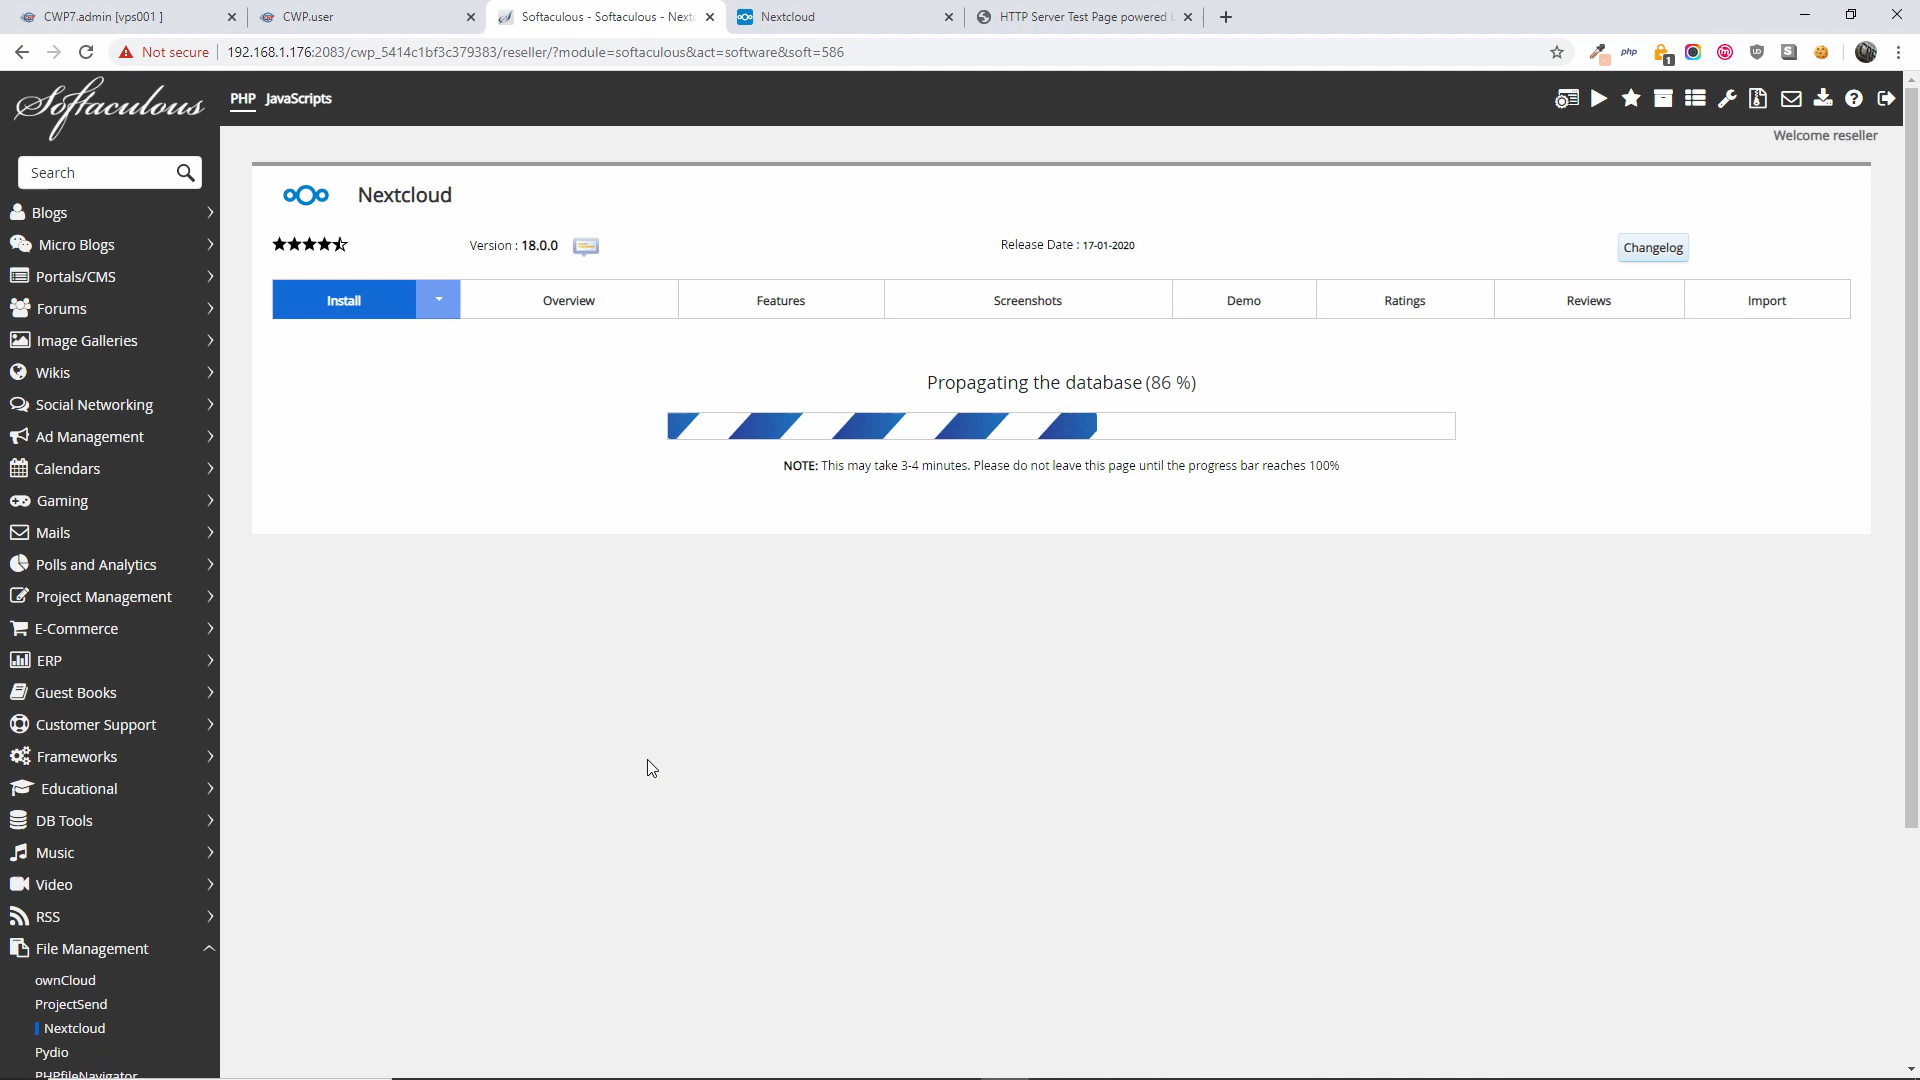 CWP7.admin [vps001 ]
CWP.user
Softaculous - Softaculous - Nextc
Nextcloud
HTTP Server Test Page powered
Not secure
192.168.1.176:2083/cwp_5414c1bf3c379383/reseller/?module=softaculous&act=software&soft=586
php
1
Softaculous
PHP JavaScripts
Welcome reseller
Search
Blogs
Micro Blogs
Portals/CMS
Forums
Image Galleries
Wikis
Social Networking
Ad Management
Calendars
Gaming
Mails
Polls and Analytics
Project Management
E-Commerce
ERP
Guest Books
Customer Support
Frameworks
Educational
DB Tools
Music
Video
RSS
File Management
ownCloud
ProjectSend
Nextcloud
Pydio
PHPfileNavigator
Nextcloud
Version : 18.0.0
Release Date : 17-01-2020
Changelog
Install
Overview
Features
Screenshots
Demo
Ratings
Reviews
Import
Propagating the database (86 %)
NOTE: This may take 3-4 minutes. Please do not leave this page until the progress bar reaches 100%